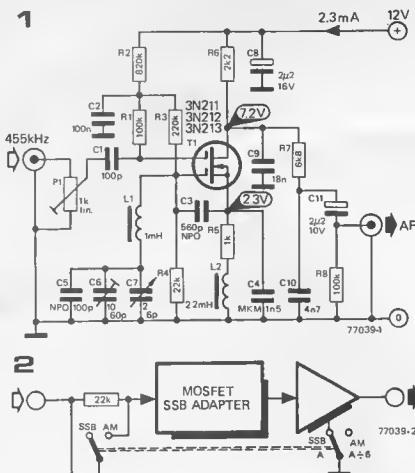 1
2.3mA
12V
R2
820k
R6
2k2
C8
2µ2
16V
C2
100n
R1
100k
R3
220k
3N211
3N212
3N213
T1
7.2V
455kHz
P1
1k
lin.
C1
100p
C9
18n
R7
6k8
C11
2µ2
10V
AF
L1
1mH
C3
560p
NPO
2.3V
R5
1k
L2
2.2mH
R4
22k
C5
NPO 100p
C6
10
60p
C7
2
6p
C4
MKM 1n5
C10
4n7
R8
100k
0
77039-1
2
22k
SSB AM
MOSFET
SSB
ADAPTER
77039-2
SSB AM
A A÷6